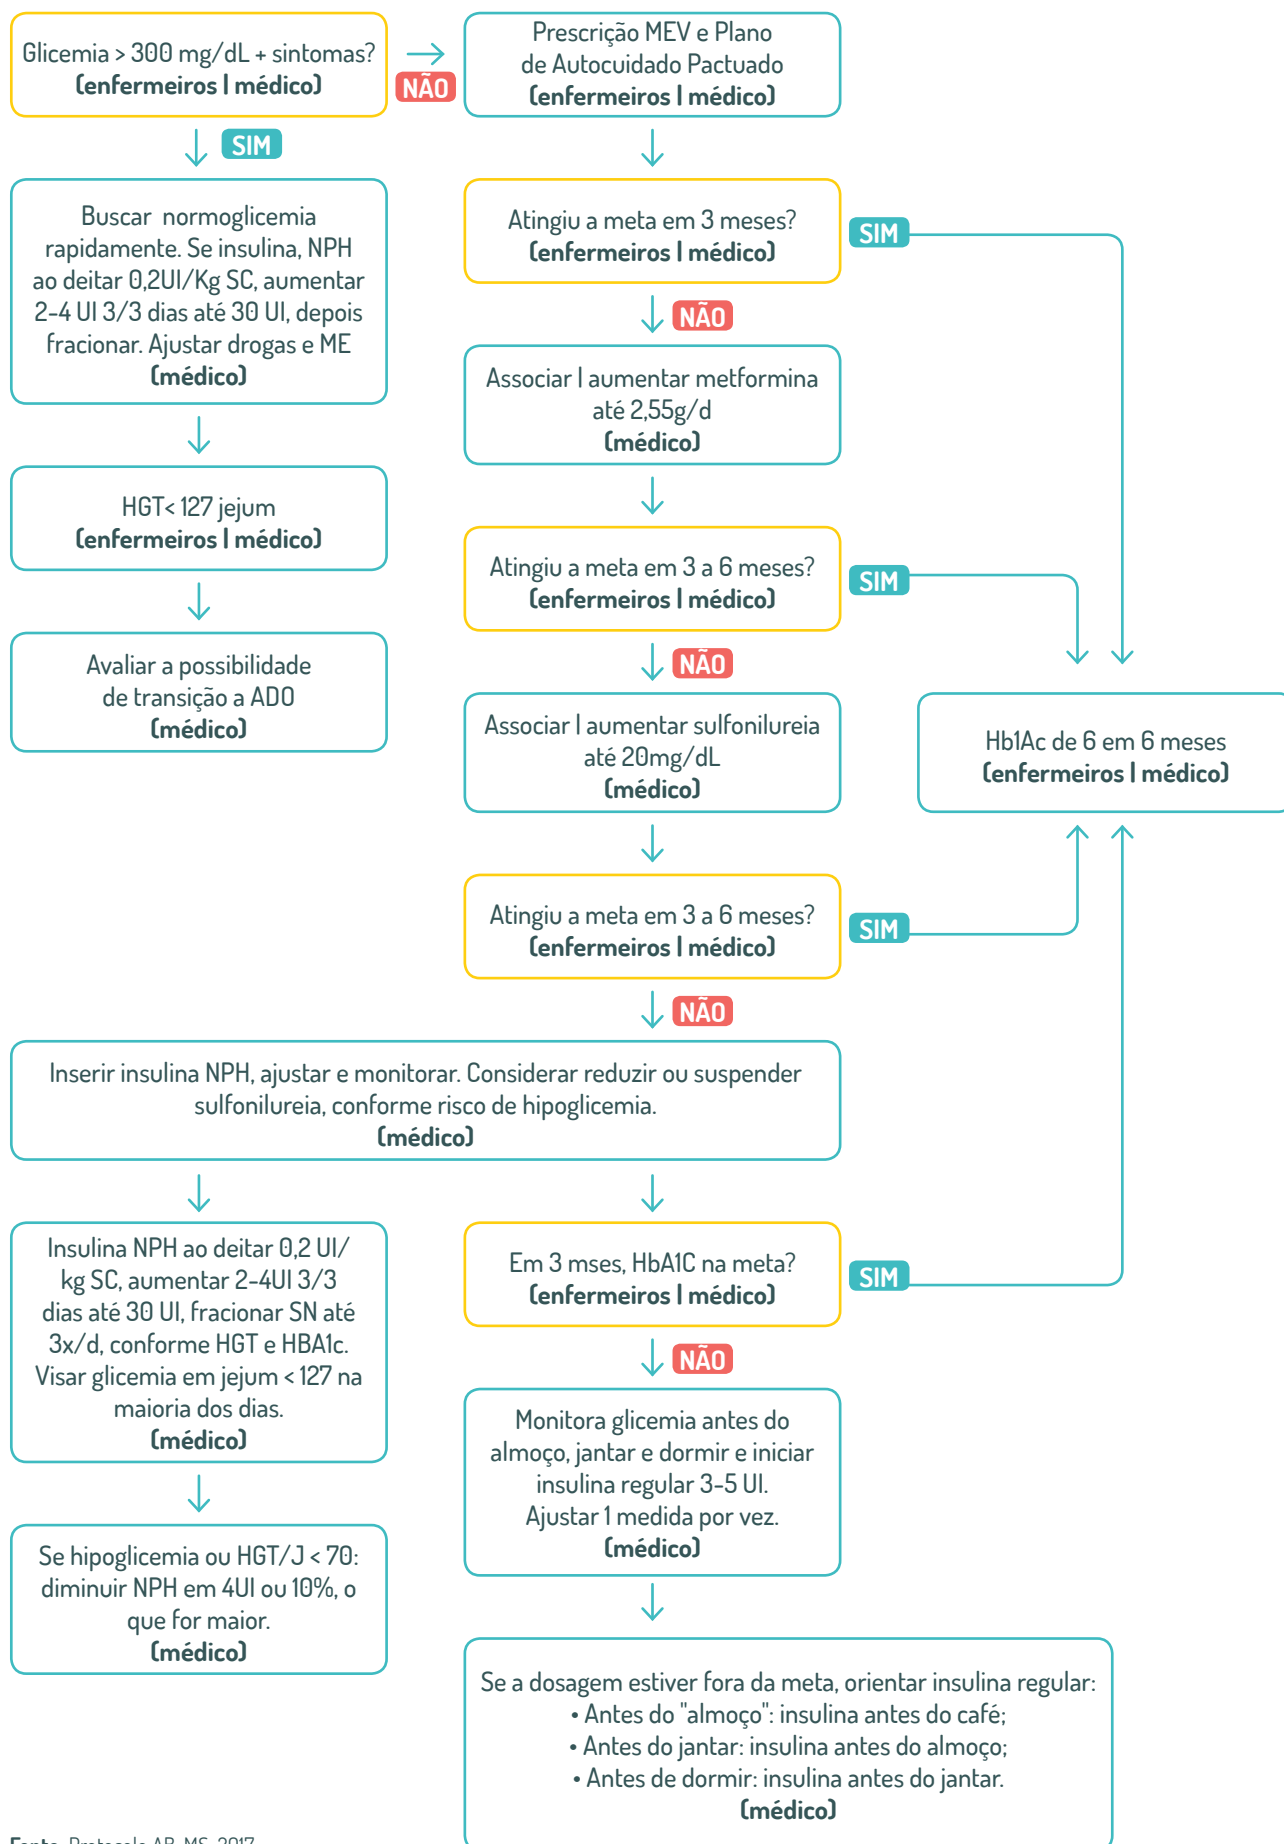 Glicemia > 300 mg/dL + sintomas?
(enfermeiros | médico)
NÃO
Prescrição MEV e Plano
de Autocuidado Pactuado
(enfermeiros | médico)
SIM
Buscar normoglicemia
rapidamente. Se insulina, NPH
ao deitar 0,2UI/Kg SC, aumentar
2-4 UI 3/3 dias até 30 UI, depois
fracionar. Ajustar drogas e ME
(médico)
HGT< 127 jejum
(enfermeiros | médico)
Avaliar a possibilidade
de transição a ADO
(médico)
Atingiu a meta em 3 meses?
(enfermeiros | médico)
SIM
NÃO
Associar | aumentar metformina
até 2,55g/d
(médico)
Atingiu a meta em 3 a 6 meses?
(enfermeiros | médico)
SIM
NÃO
Associar | aumentar sulfonilureia
até 20mg/dL
(médico)
Hb1Ac de 6 em 6 meses
(enfermeiros | médico)
Atingiu a meta em 3 a 6 meses?
(enfermeiros | médico)
SIM
NÃO
Inserir insulina NPH, ajustar e monitorar. Considerar reduzir ou suspender
sulfonilureia, conforme risco de hipoglicemia.
(médico)
Insulina NPH ao deitar 0,2 UI/
kg SC, aumentar 2-4UI 3/3
dias até 30 UI, fracionar SN até
3x/d, conforme HGT e HBA1c.
Visar glicemia em jejum < 127 na
maioria dos dias.
(médico)
Se hipoglicemia ou HGT/J < 70:
diminuir NPH em 4UI ou 10%, o
que for maior.
(médico)
Em 3 mses, HbA1C na meta?
(enfermeiros | médico)
SIM
NÃO
Monitora glicemia antes do
almoço, jantar e dormir e iniciar
insulina regular 3-5 UI.
Ajustar 1 medida por vez.
(médico)
Se a dosagem estiver fora da meta, orientar insulina regular:
• Antes do "almoço": insulina antes do café;
• Antes do jantar: insulina antes do almoço;
• Antes de dormir: insulina antes do jantar.
(médico)
Fonte: Protocolo AB, MS, 2017